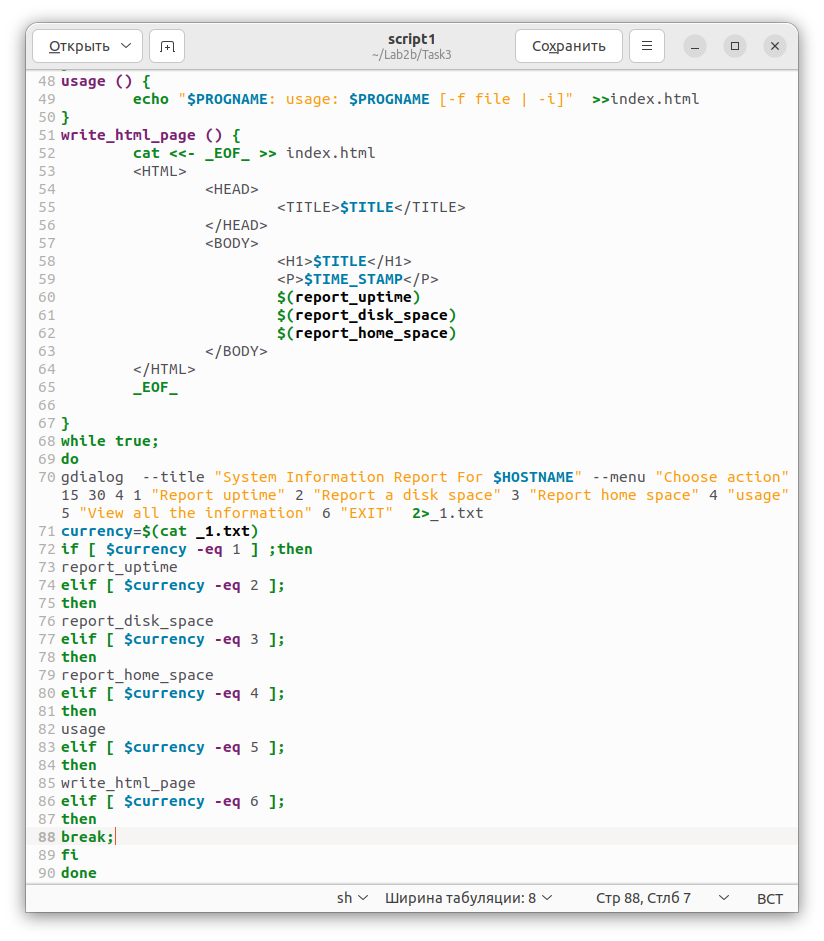 Открыть
script1
~/Lab2b/Task3
Сохранить
48 usage () {
49         echo "$PROGNAME: usage: $PROGNAME [-f file | -i]"  >>index.html
50 }
51 write_html_page () {
52         cat <<- _EOF_ >> index.html
53         <HTML>
54                 <HEAD>
55                         <TITLE>$TITLE</TITLE>
56                 </HEAD>
57                 <BODY>
58                         <H1>$TITLE</H1>
59                         <P>$TIME_STAMP</P>
60                         $(report_uptime)
61                         $(report_disk_space)
62                         $(report_home_space)
63                 </BODY>
64         </HTML>
65         _EOF_
66
67 }
68 while true;
69 do
70 gdialog  --title "System Information Report For $HOSTNAME" --menu "Choose action"
15 30 4 1 "Report uptime" 2 "Report a disk space" 3 "Report home space" 4 "usage"
5 "View all the information" 6 "EXIT"  2>_1.txt
71 currency=$(cat _1.txt)
72 if [ $currency -eq 1 ] ;then
73 report_uptime
74 elif [ $currency -eq 2 ];
75 then
76 report_disk_space
77 elif [ $currency -eq 3 ];
78 then
79 report_home_space
80 elif [ $currency -eq 4 ];
81 then
82 usage
83 elif [ $currency -eq 5 ];
84 then
85 write_html_page
86 elif [ $currency -eq 6 ];
87 then
88 break;
89 fi
90 done
sh
Ширина табуляции: 8
Стр 88, Стлб 7
ВСТ